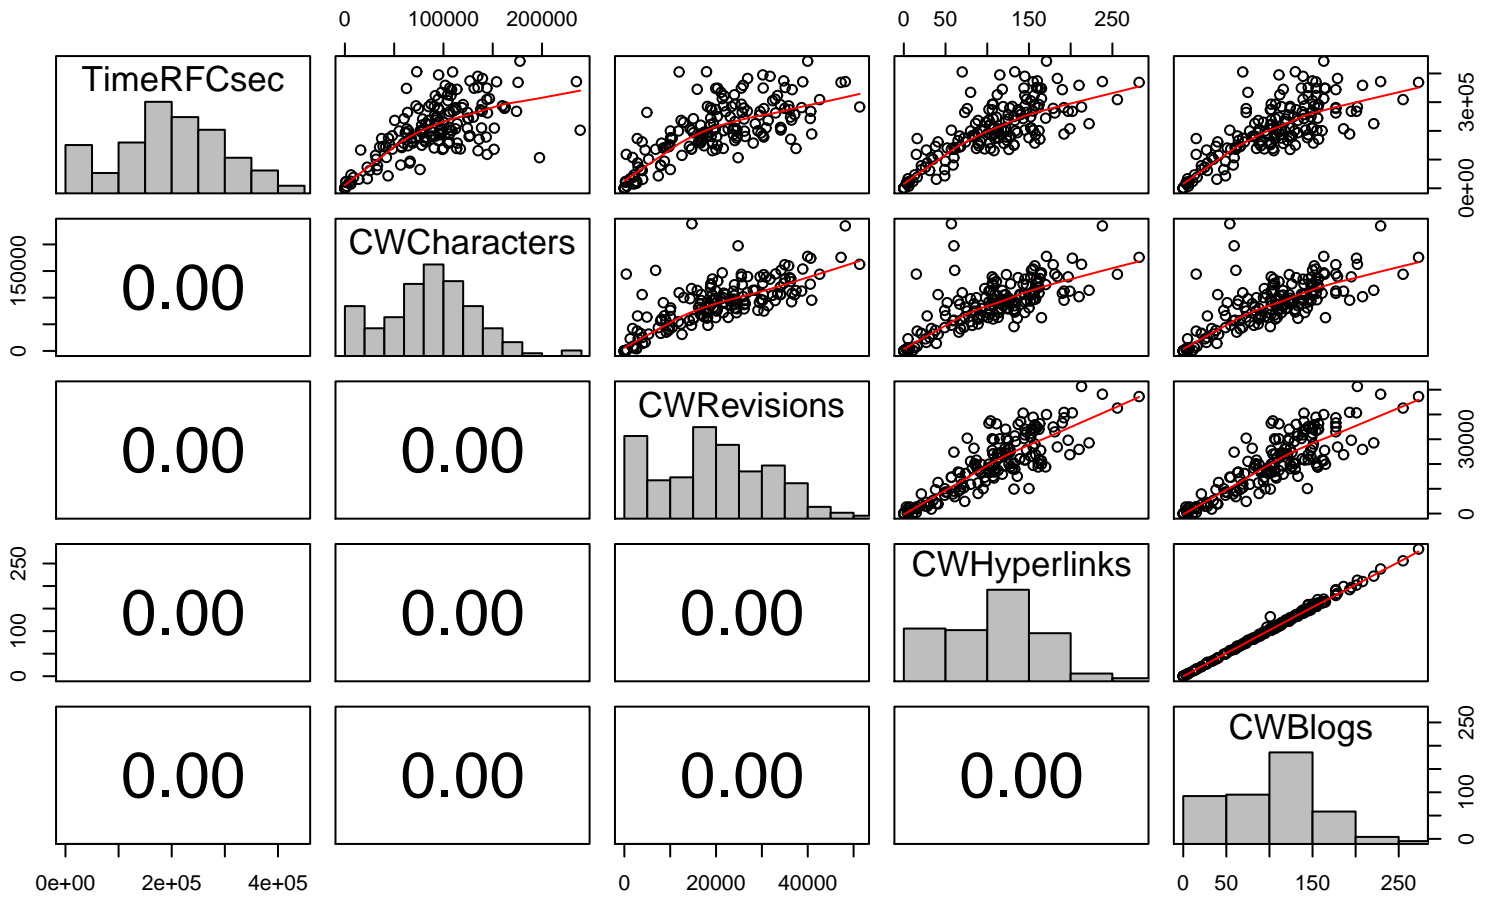 0 100000 200000 0 50 150 250
TimeRFCsec
0e+00 3e+05
0 150000
0.00
CWCharacters
0.00 0.00
CWRevisions
0 30000
0 100 250
0.00 0.00 0.00
CWHyperlinks
0.00 0.00 0.00 0.00
CWBlogs
0 100 250
0e+00 2e+05 4e+05 0 20000 40000 0 50 150 250